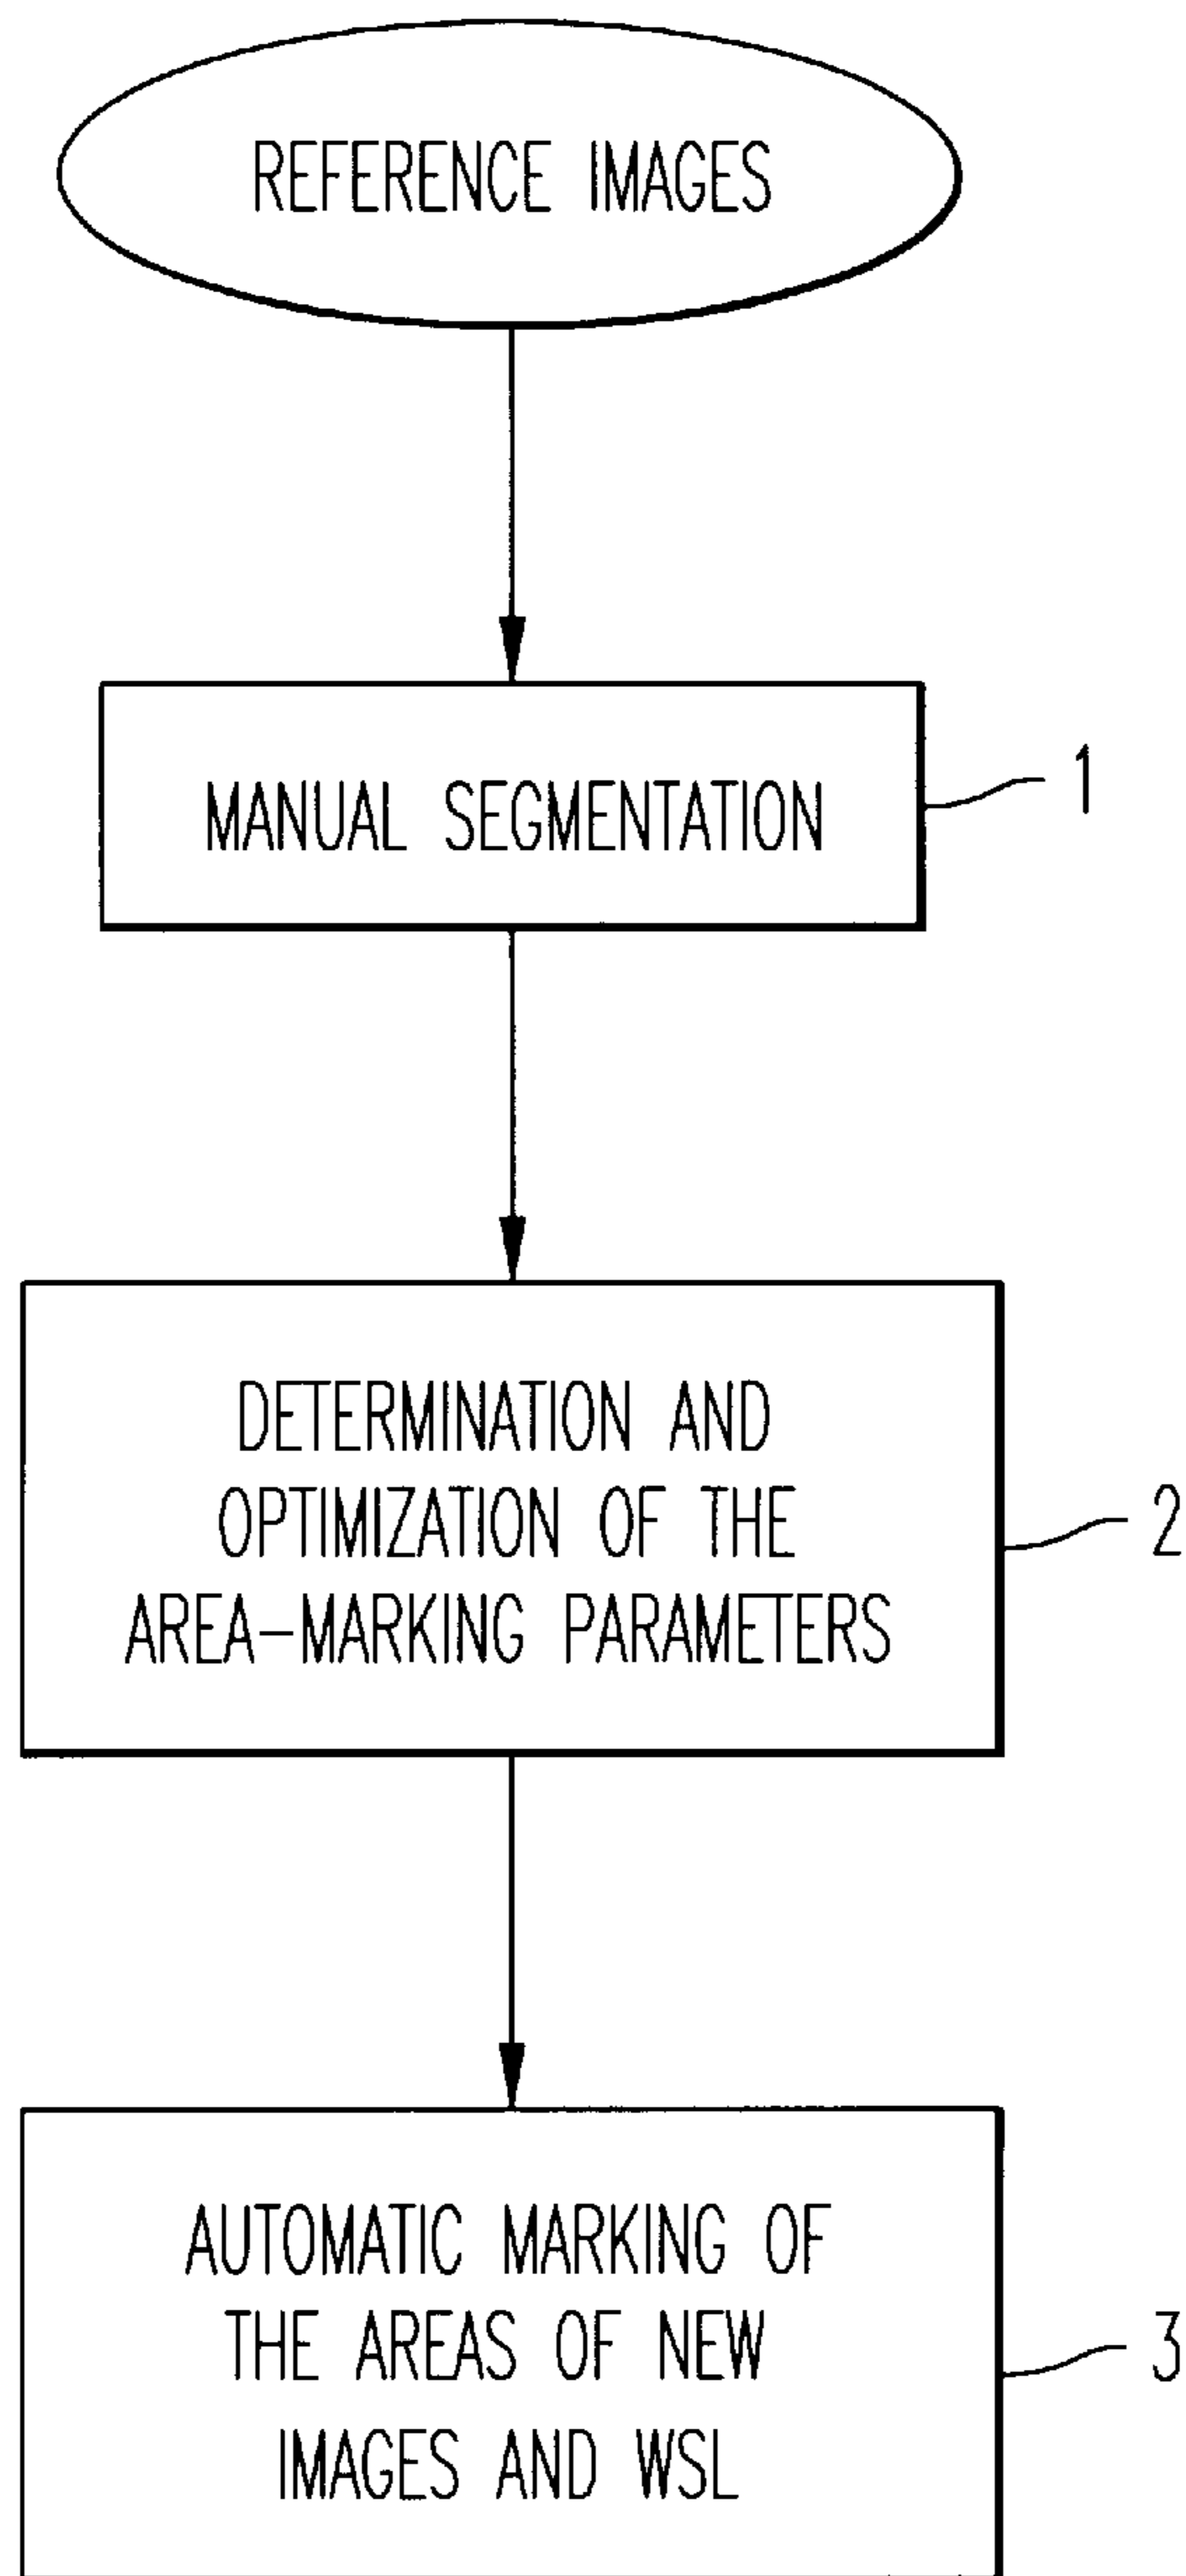 REFERENCE IMAGES
MANUAL SEGMENTATION
1
DETERMINATION AND
OPTIMIZATION OF THE
AREA-MARKING PARAMETERS
2
AUTOMATIC MARKING OF
THE AREAS OF NEW
IMAGES AND WSL
3